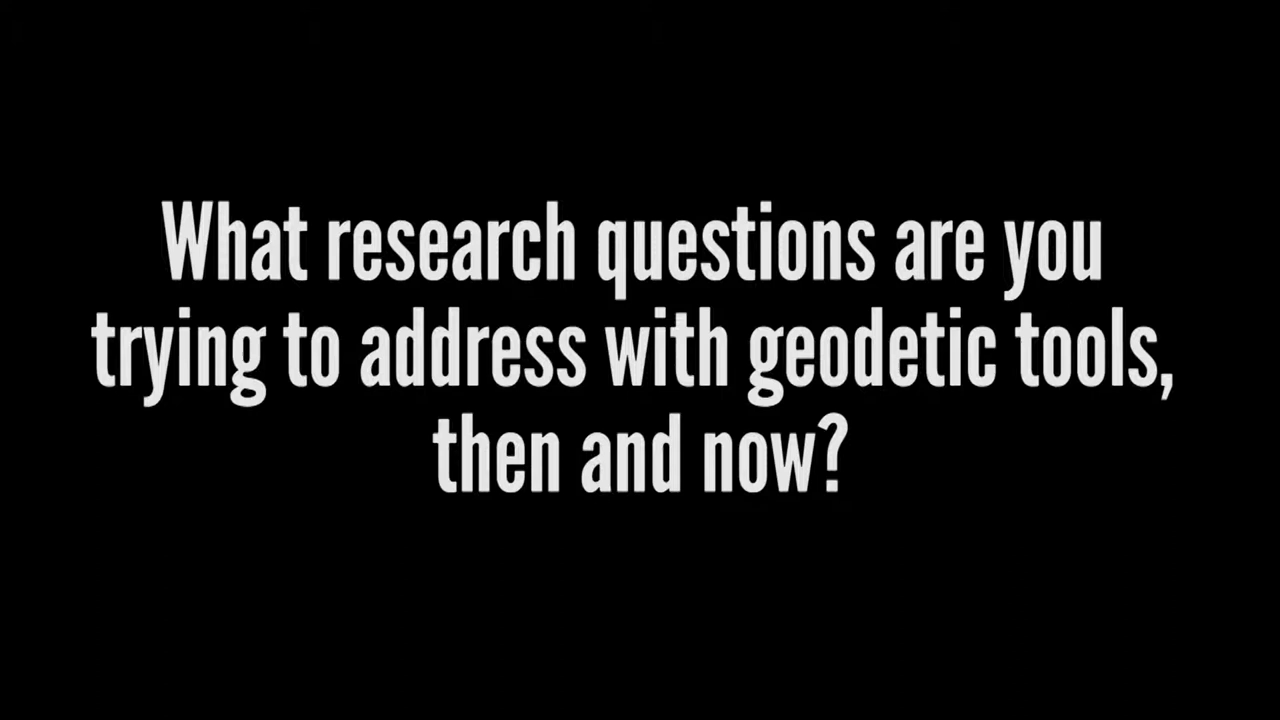 What research questions are you
trying to address with geodetic tools,
then and now?